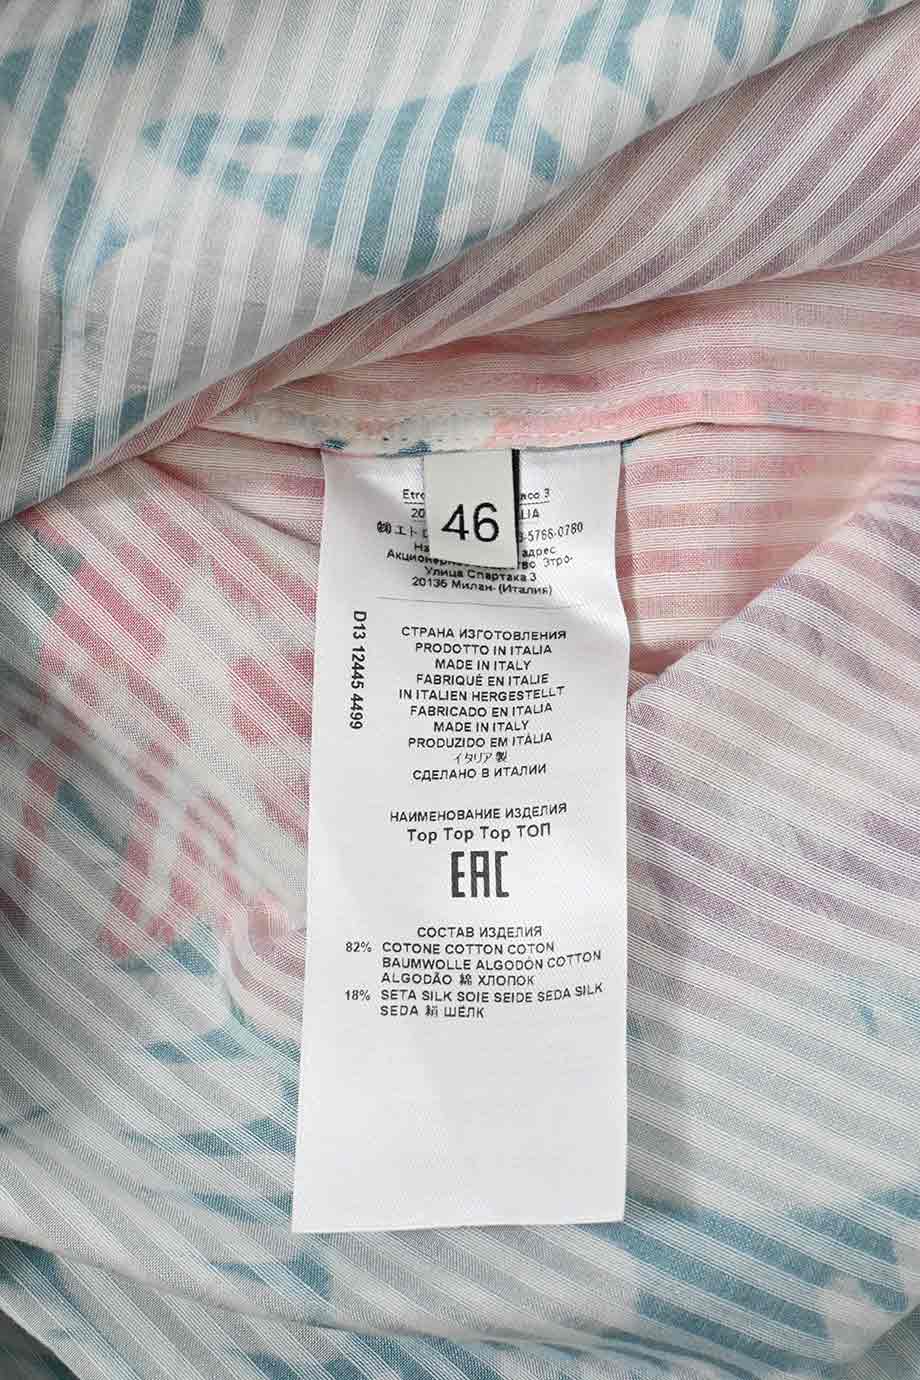 Etro 3
46
20 ALIA
3-5766-0780
адрес
Этро-
Улица Спартака 3
20136 Милан- (Италия)
D13 12445 4499
СТРАНА ИЗГОТОВЛЕНИЯ
PRODOTTO IN ITALIA
MADE IN ITALY
FABRIQUÉ EN ITALIE
IN ITALIEN HERGESTELLT
FABRICADO EN ITALIA
MADE IN ITALY
PRODUZIDO EM ITÁLIA
イタリア製
СДЕЛАНО В ИТАЛИИ
НАИМЕНОВАНИЕ ИЗДЕЛИЯ
Top Top Top ТОП
EAC
СОСТАВ ИЗДЕЛИЯ
82% COTONE COTTON COTON
BAUMWOLLE ALGODÓN COTTON
ALGODÃO 綿 ХЛОПОК
18% SETA SILK SOIE SEIDE SEDA SILK
SEDA 絹 ШЁЛК